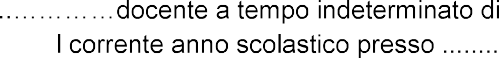 ...............docente a tempo indeterminato di
l corrente anno scolastico presso ........